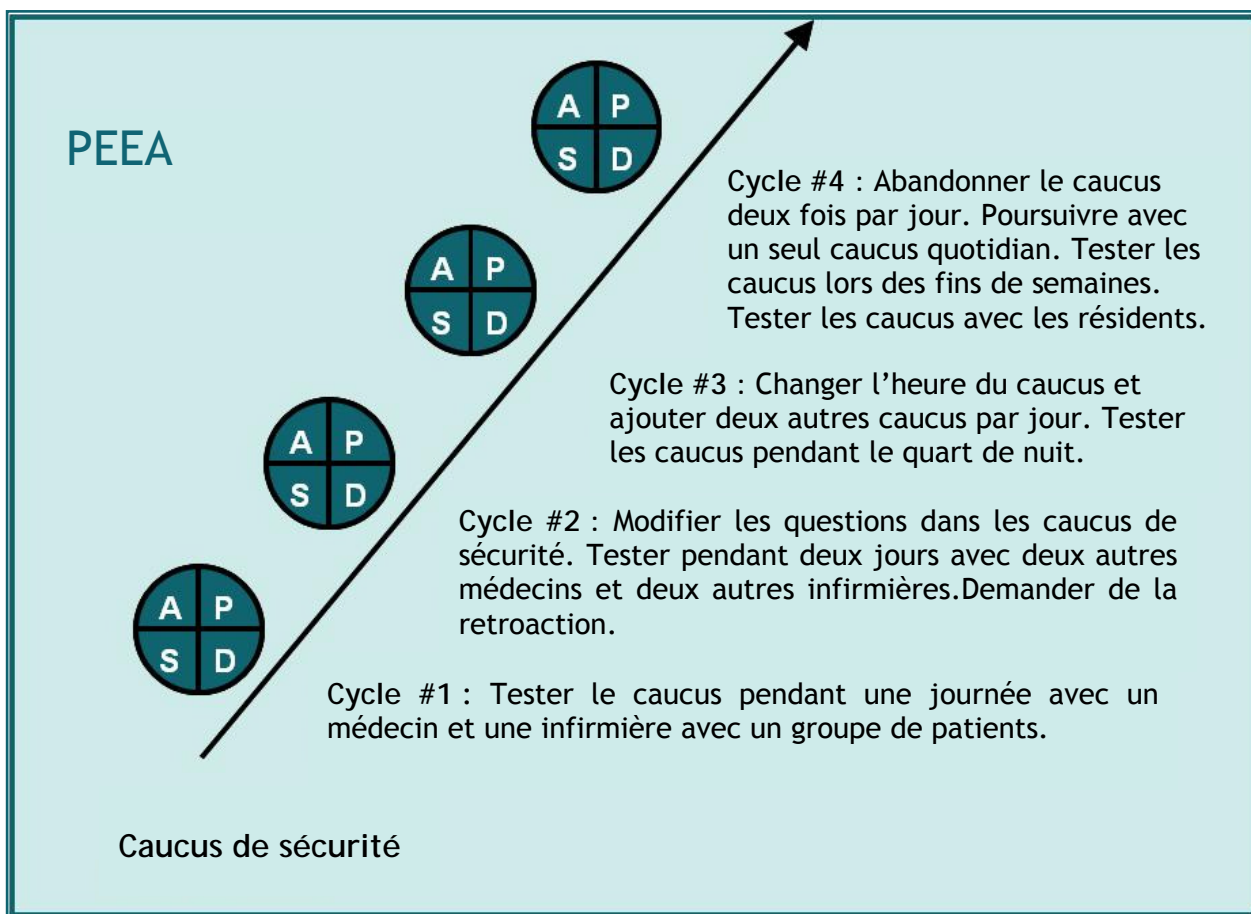 PEEA
A P
S D
A P
S D
A P
S D
A P
S D
Cycle #4 : Abandonner le caucus
deux fois par jour. Poursuivre avec
un seul caucus quotidian. Tester les
caucus lors des fins de semaines.
Tester les caucus avec les résidents.
Cycle #3 : Changer l’heure du caucus et
ajouter deux autres caucus par jour. Tester
les caucus pendant le quart de nuit.
Cycle #2 : Modifier les questions dans les caucus de
sécurité. Tester pendant deux jours avec deux autres
médecins et deux autres infirmières.Demander de la
retroaction.
Cycle #1 : Tester le caucus pendant une journée avec un
médecin et une infirmière avec un groupe de patients.
Caucus de sécurité